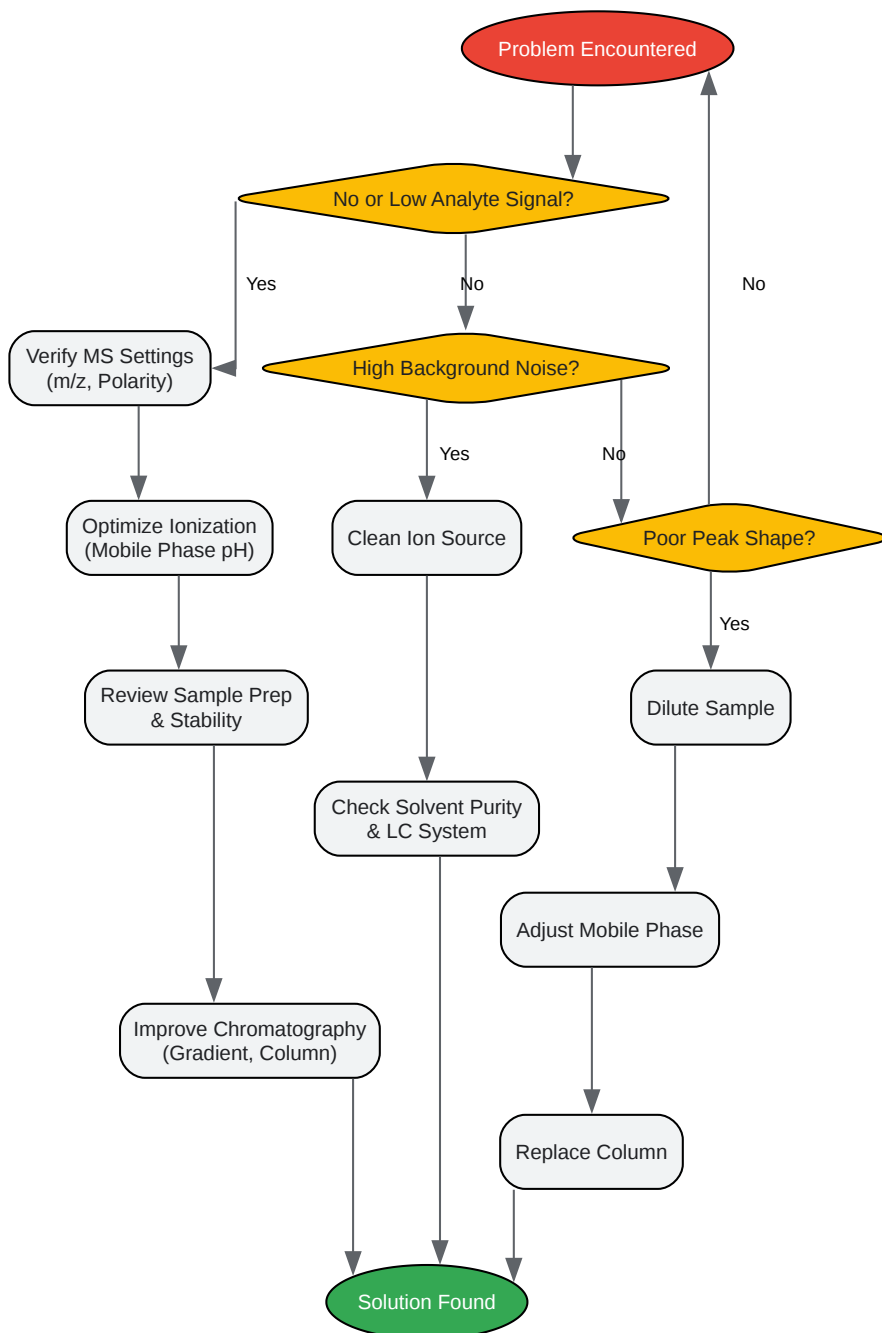 Problem Encountered
No or Low Analyte Signal?
Yes
No
No
Verify MS Settings
(m/z, Polarity)
High Background Noise?
Yes
No
Optimize Ionization
(Mobile Phase pH)
Clean Ion Source
Poor Peak Shape?
Yes
Review Sample Prep
& Stability
Dilute Sample
Check Solvent Purity
& LC System
Adjust Mobile Phase
Improve Chromatography
(Gradient, Column)
Replace Column
Solution Found